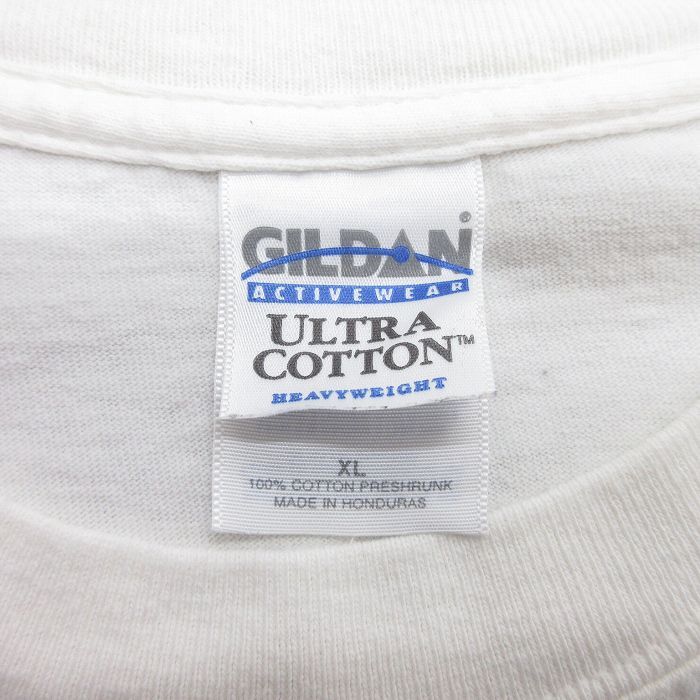 GILDAN®
ACTIVEWEAR
ULTRA
COTTON™
HEAVYWEIGHT
XL
100% COTTON PRESHRUNK
MADE IN HONDURAS